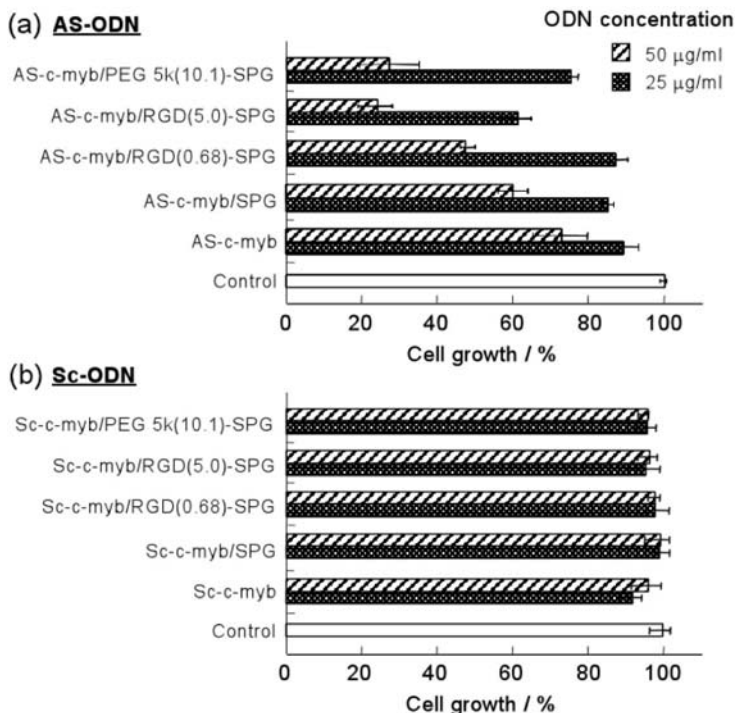 (a) AS-ODN
ODN concentration
50 μg/ml
25 μg/ml
AS-c-myb/PEG 5k(10.1)-SPG
AS-c-myb/RGD(5.0)-SPG
AS-c-myb/RGD(0.68)-SPG
AS-c-myb/SPG
AS-c-myb
Control
0 20 40 60 80 100
Cell growth / %
(b) Sc-ODN
Sc-c-myb/PEG 5k(10.1)-SPG
Sc-c-myb/RGD(5.0)-SPG
Sc-c-myb/RGD(0.68)-SPG
Sc-c-myb/SPG
Sc-c-myb
Control
0 20 40 60 80 100
Cell growth / %